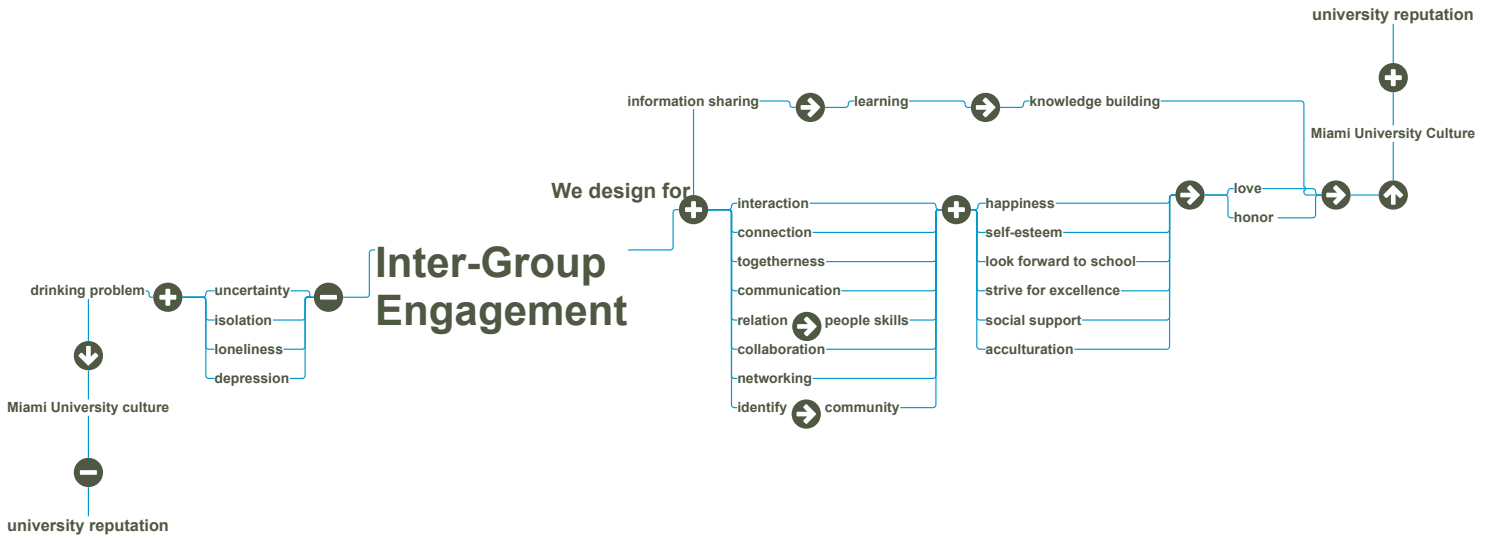 university reputation
information sharing
learning
knowledge building
Miami University Culture
We design for
love
honor
interaction
connection
togetherness
communication
relation
people skills
collaboration
networking
identify
community
happiness
self-esteem
look forward to school
strive for excellence
social support
acculturation
Inter-Group
Engagement
drinking problem
uncertainty
isolation
loneliness
depression
Miami University culture
university reputation